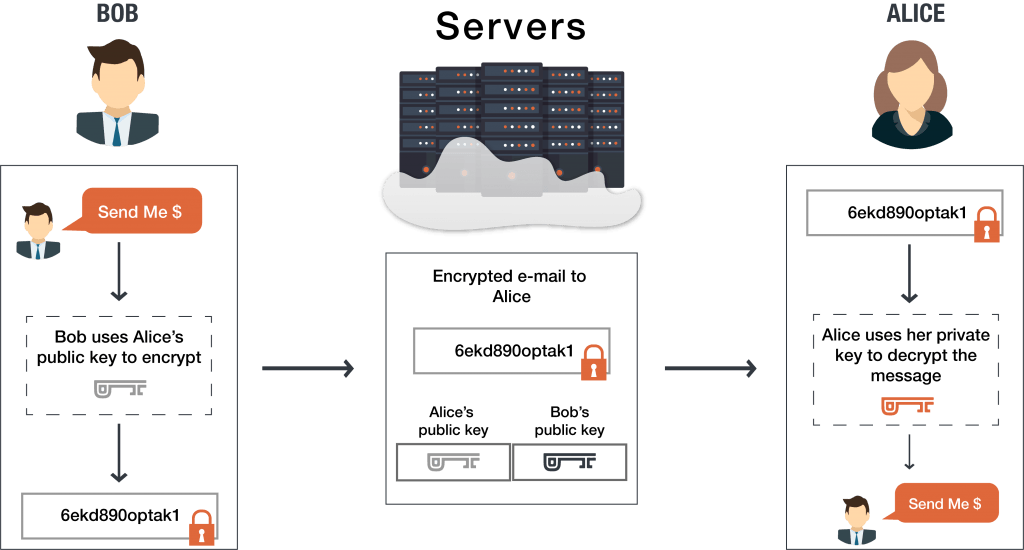 BOB
Servers
ALICE
Send Me $
Bob uses Alice's
public key to encrypt
6ekd890optak1
Encrypted e-mail to
Alice
6ekd890optak1
Alice's
public key
Bob's
public key
6ekd890optak1
Alice uses her private
key to decrypt the
message
Send Me $